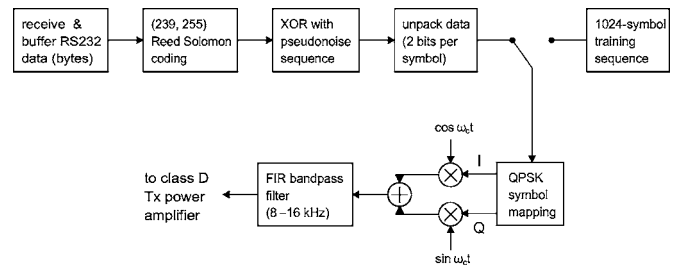 receive &
buffer RS232
data (bytes)
(239, 255)
Reed Solomon
coding
XOR with
pseudonoise
sequence
unpack data
(2 bits per
symbol)
1024-symbol
training
sequence
cos ω꜀t
to class D
Tx power
amplifier
FIR bandpass
filter
(8–16 kHz)
I
Q
QPSK
symbol
mapping
sin ω꜀t